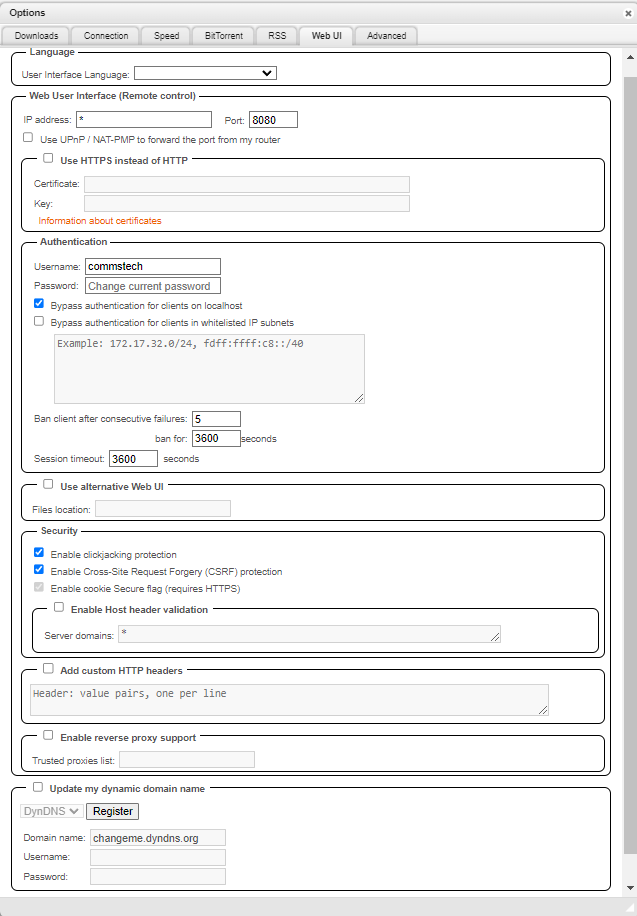 Options
Downloads Connection Speed BitTorrent RSS Web UI Advanced
Language
User Interface Language:
Web User Interface (Remote control)
IP address: * Port: 8080
Use UPnP / NAT-PMP to forward the port from my router
Use HTTPS instead of HTTP
Certificate:
Key:
Information about certificates
Authentication
Username: commstech
Password: Change current password
Bypass authentication for clients on localhost
Bypass authentication for clients in whitelisted IP subnets
Example: 172.17.32.0/24, fdff:ffff:c8::/40
Ban client after consecutive failures: 5
ban for: 3600 seconds
Session timeout: 3600 seconds
Use alternative Web UI
Files location:
Security
Enable clickjacking protection
Enable Cross-Site Request Forgery (CSRF) protection
Enable cookie Secure flag (requires HTTPS)
Enable Host header validation
Server domains: *
Add custom HTTP headers
Header: value pairs, one per line
Enable reverse proxy support
Trusted proxies list:
Update my dynamic domain name
DynDNS Register
Domain name: changeme.dyndns.org
Username:
Password: